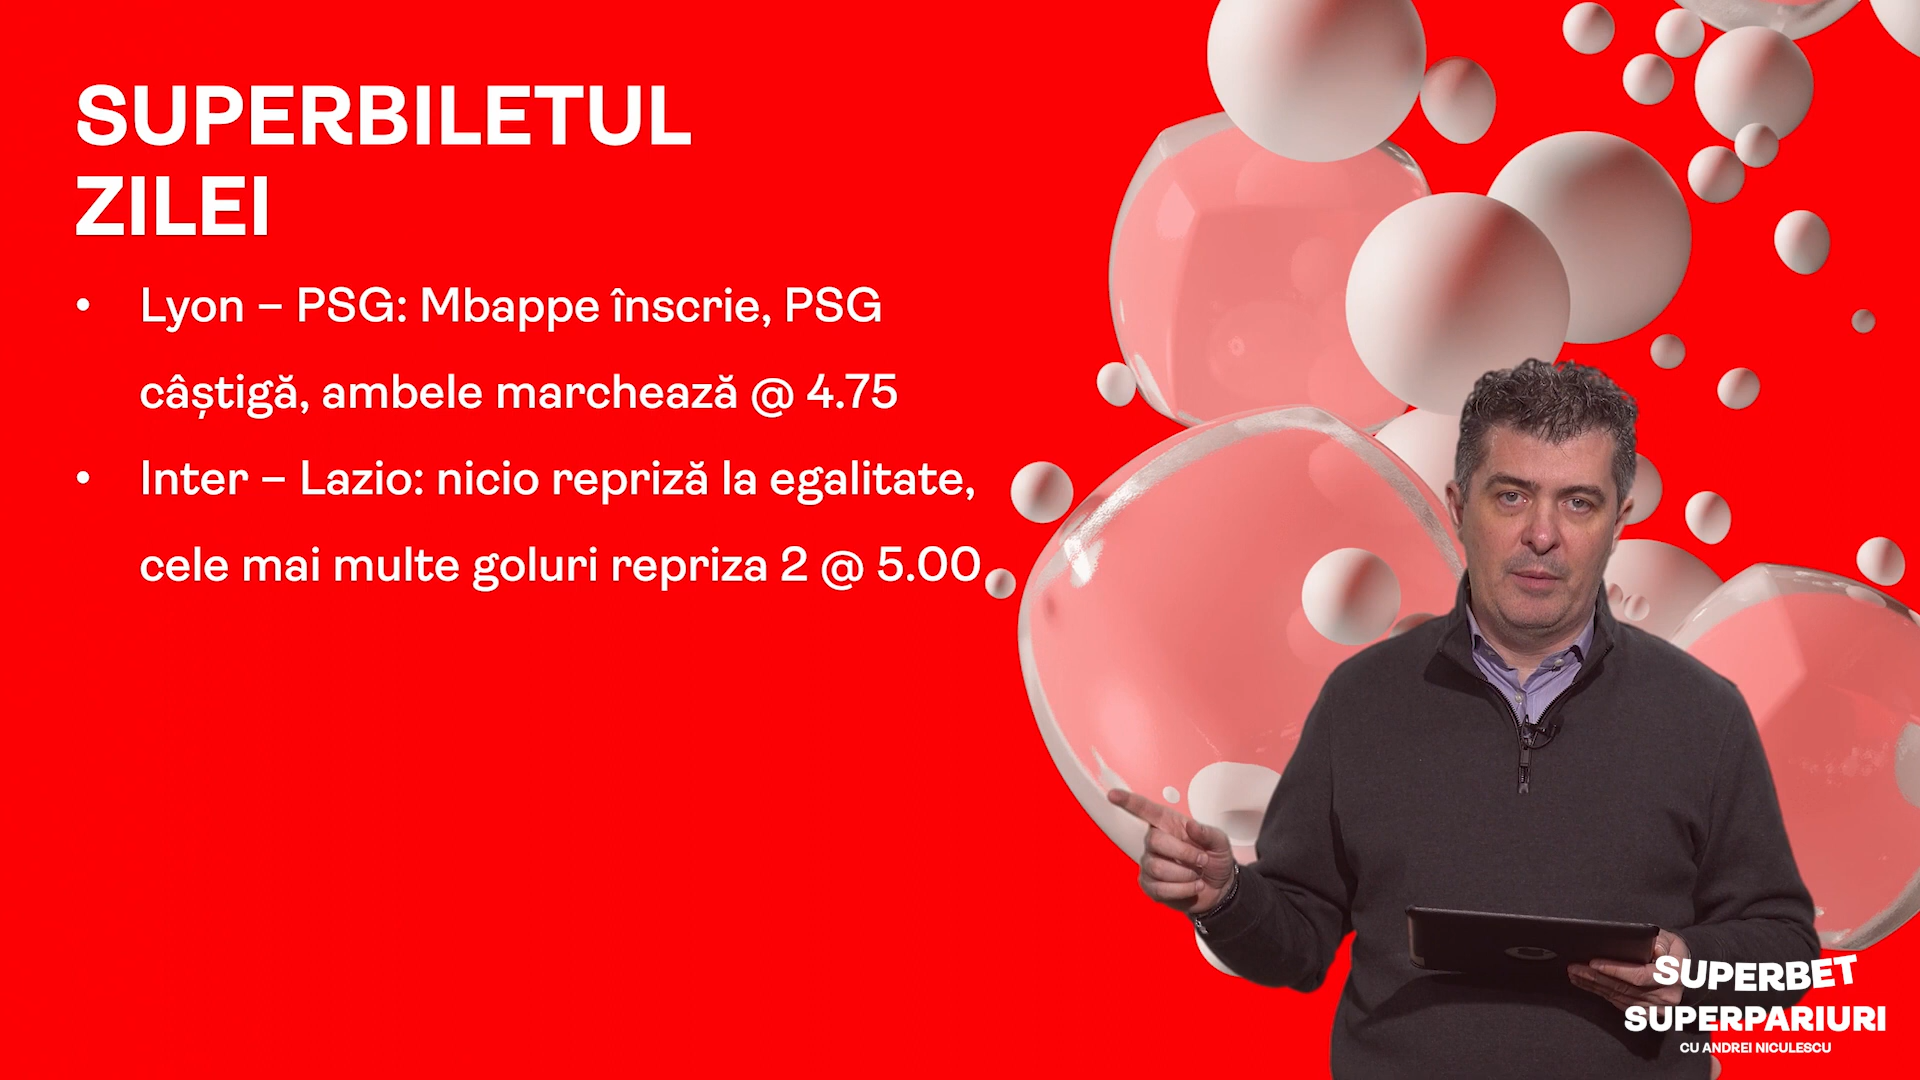 SUPERBILETUL
ZILEI
• Lyon – PSG: Mbappe înscrie, PSG
câștigă, ambele marchează @ 4.75
• Inter – Lazio: nicio repriză la egalitate,
cele mai multe goluri repriza 2 @ 5.00
SUPERBET
SUPERPARIURI
CU ANDREI NICULESCU